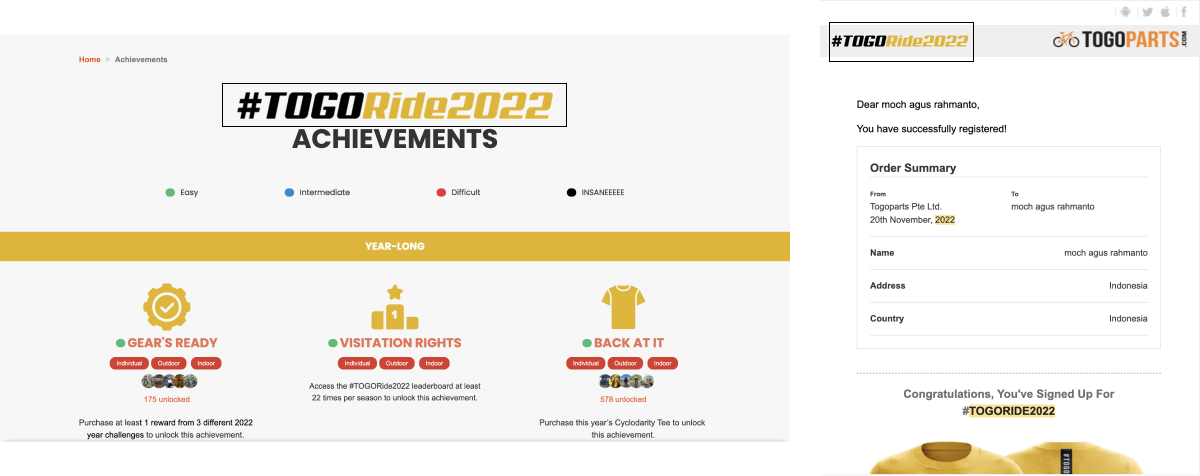 Home > Achievements
#TOGORide2022
ACHIEVEMENTS
Easy
Intermediate
Difficult
INSANEEEEE
YEAR-LONG
1
GEAR'S READY
VISITATION RIGHTS
BACK AT IT
Individual Outdoor Indoor
Individual Outdoor Indoor
Individual Outdoor Indoor
175 unlocked
Access the #TOGORide2022 leaderboard at least
22 times per season to unlock this achievement.
578 unlocked
Purchase at least 1 reward from 3 different 2022
year challenges to unlock this achievement.
Purchase this year's Cyclodarity Tee to unlock
this achievement.
#TOGORide2022
TOGOPARTS.COM
Dear moch agus rahmanto,
You have successfully registered!
Order Summary
From
To
Togoparts Pte Ltd.
moch agus rahmanto
20th November, 2022
Name
moch agus rahmanto
Address
Indonesia
Country
Indonesia
Congratulations, You've Signed Up For
#TOGORIDE2022
#TOGO